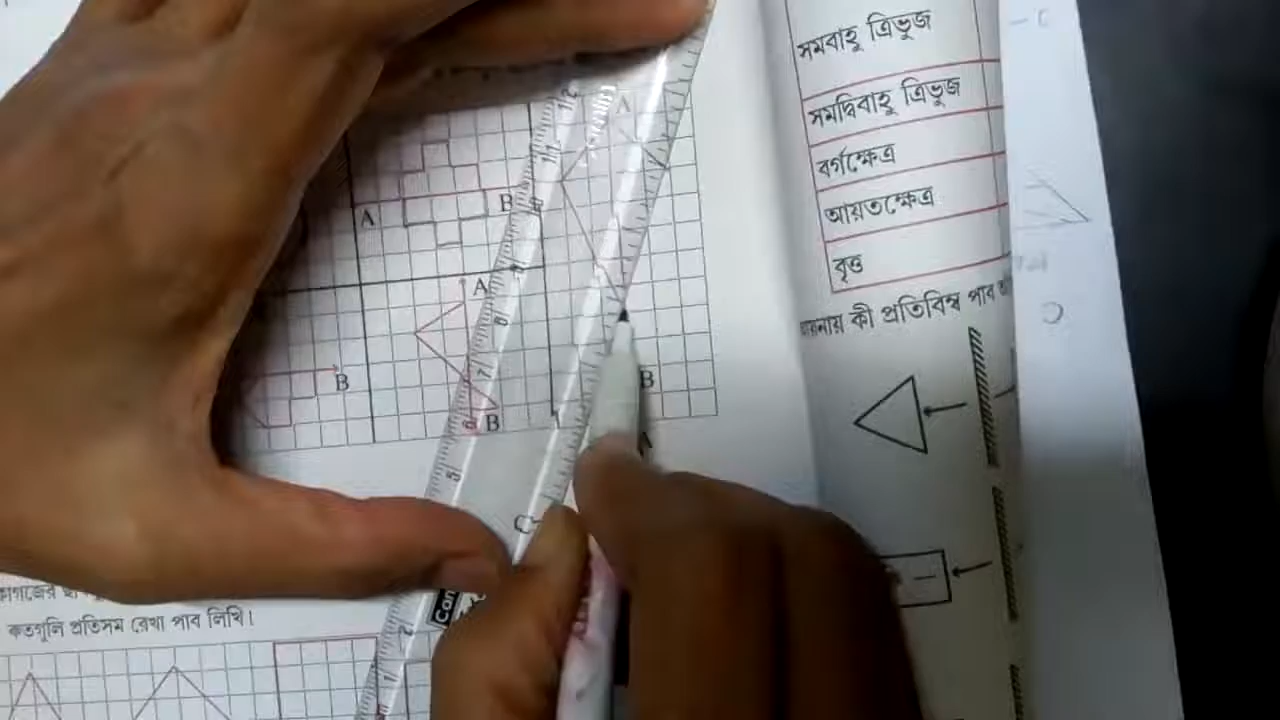 সমবাহু ত্রিভুজ
সমদ্বিবাহু ত্রিভুজ
বর্গক্ষেত্র
আয়তক্ষেত্র
বৃত্ত
কী প্রতিবিম্ব পাব
A
A
B
A
B
B
B
A
কতগুলি প্রতিসম রেখা পাব লিখি।